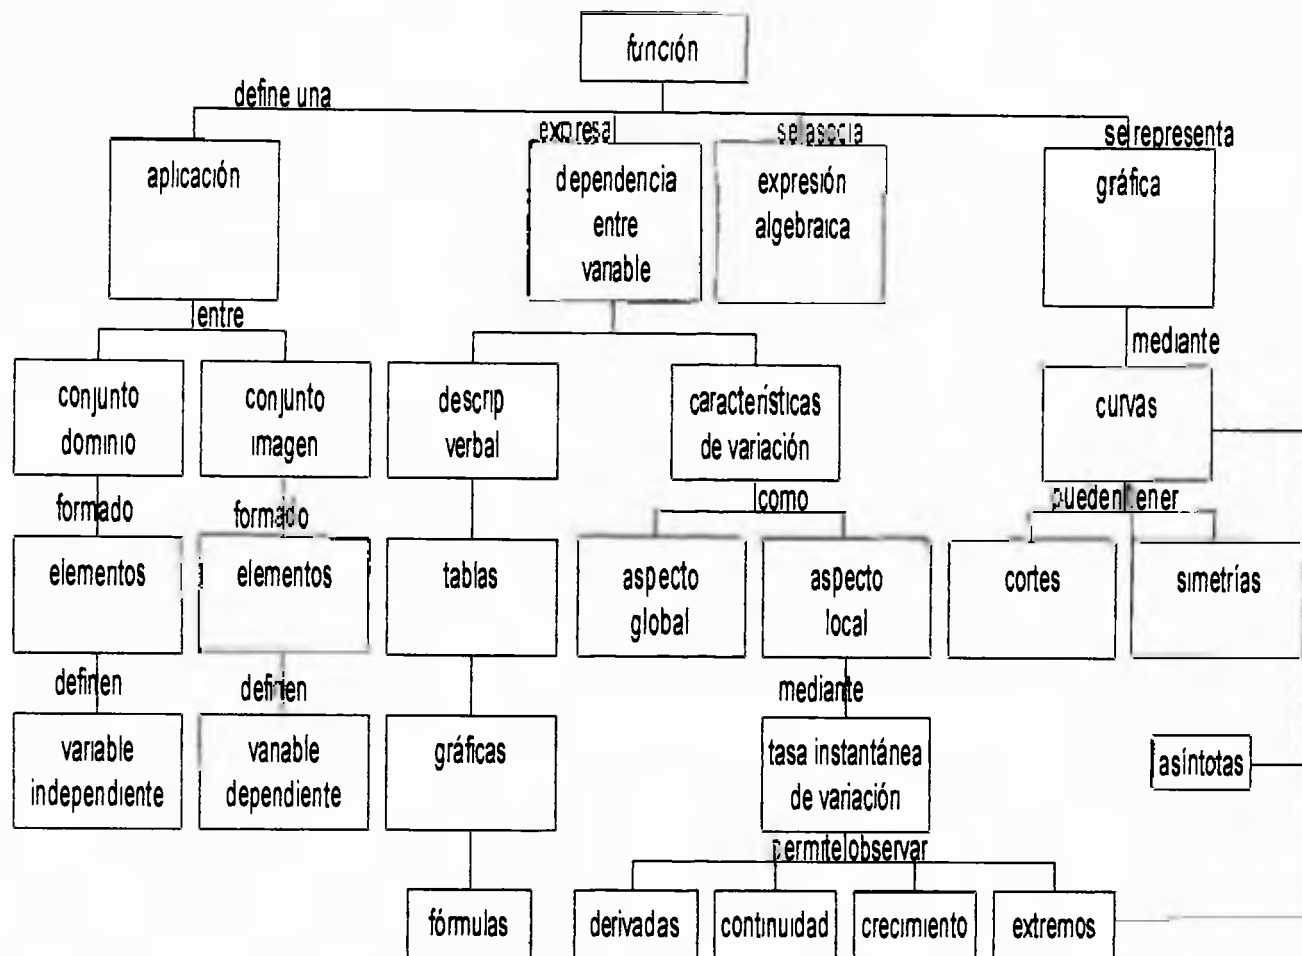 función
define una
expresa
se asocia
se representa
aplicación
dependencia
entre
variable
expresión
algebraica
gráfica
entre
mediante
conjunto
dominio
conjunto
imagen
descrip
verbal
características
de variación
curvas
formado
formado
como
pueden tener
elementos
elementos
tablas
aspecto
global
aspecto
local
cortes
simetrías
definen
definen
mediante
variable
independiente
variable
dependiente
gráficas
tasa instantánea
de variación
asíntotas
permite observar
fórmulas
derivadas
continuidad
crecimiento
extremos